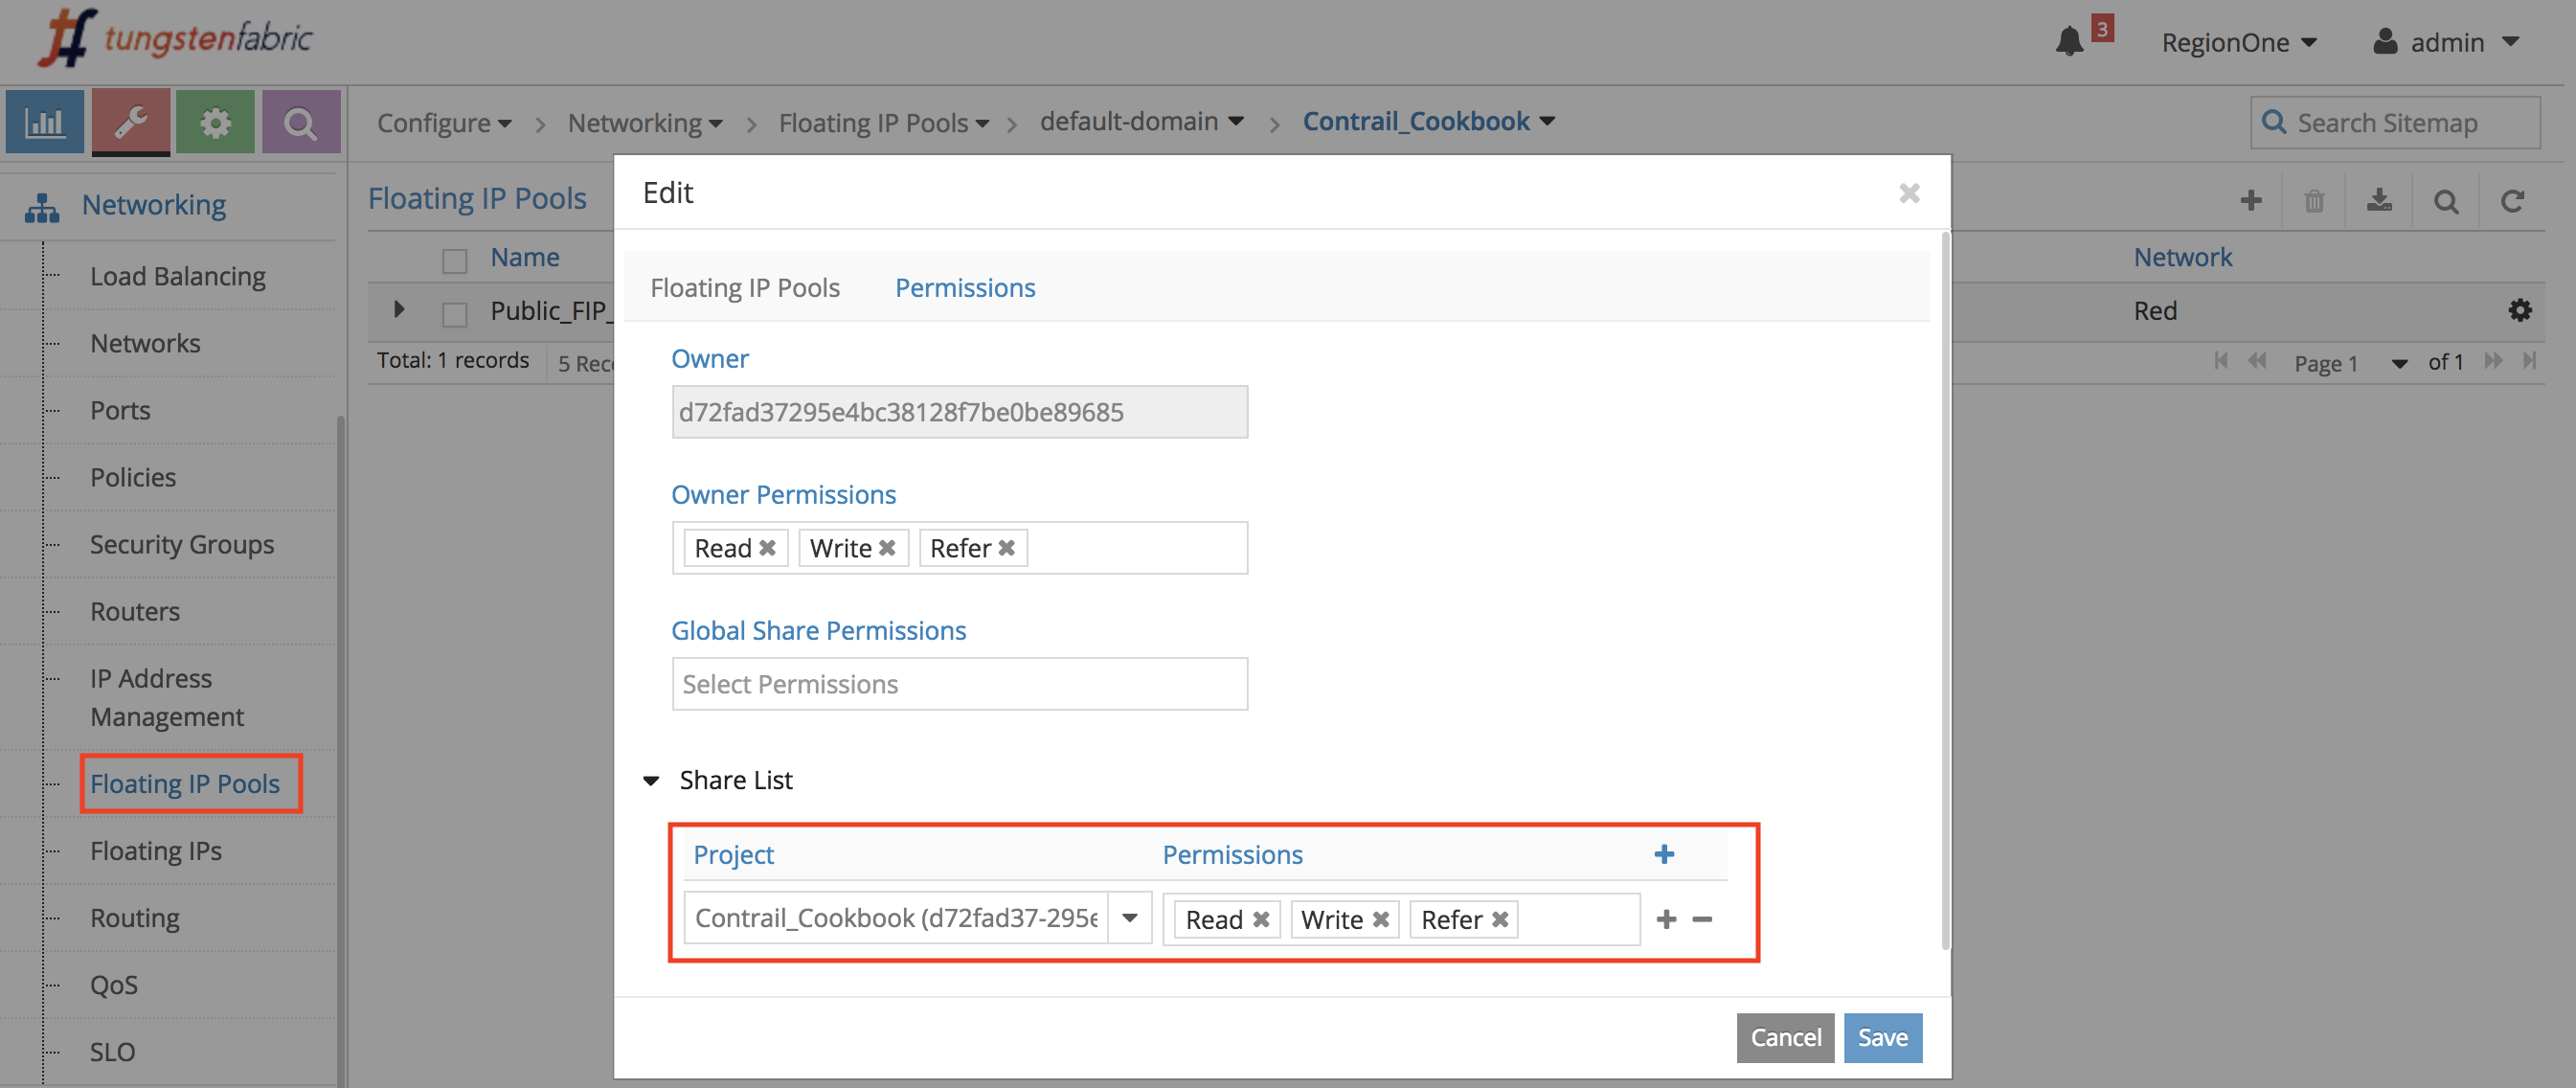 tungstenfabric
3
RegionOne
admin
Configure > Networking > Floating IP Pools > default-domain > Contrail_Cookbook
Search Sitemap
Networking
Load Balancing
Networks
Ports
Policies
Security Groups
Routers
IP Address
Management
Floating IP Pools
Floating IPs
Routing
QoS
SLO
Floating IP Pools
Name
Network
Public_FIP_
Red
Total: 1 records
5 Rec
Page 1
of 1
Edit
Floating IP Pools
Permissions
Owner
d72fad37295e4bc38128f7be0be89685
Owner Permissions
Read Write Refer
Global Share Permissions
Select Permissions
Share List
Project Permissions
Contrail_Cookbook (d72fad37-295e Read Write Refer
Cancel Save